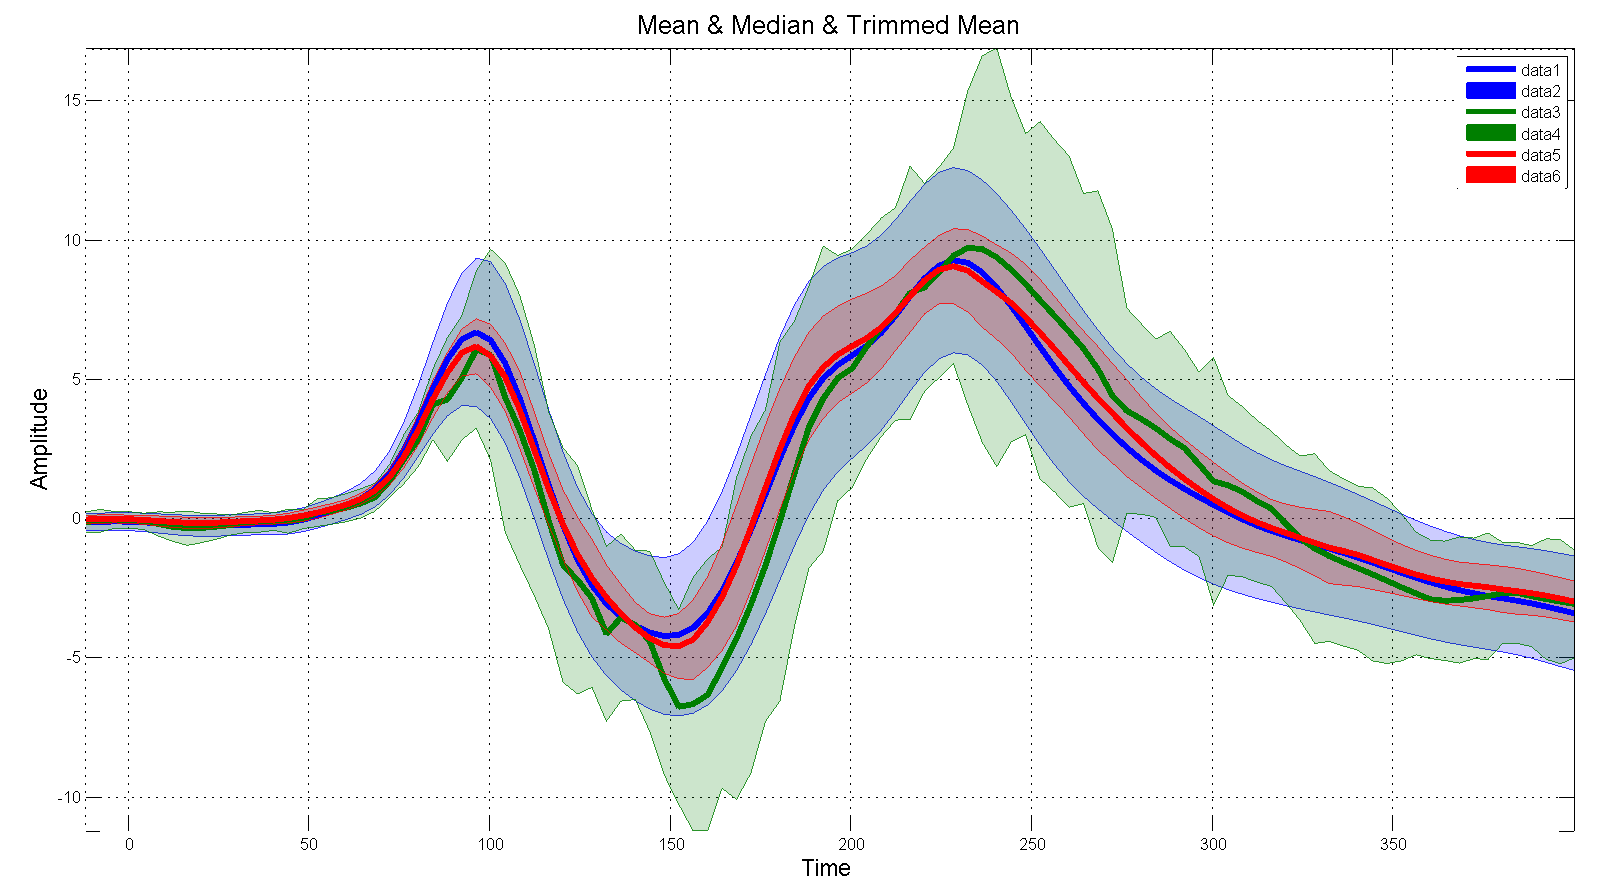 Mean & Median & Trimmed Mean
data1
data2
data3
data4
data5
data6
15
10
5
0
-5
-10
Amplitude
0 50 100 150 200 250 300 350
Time